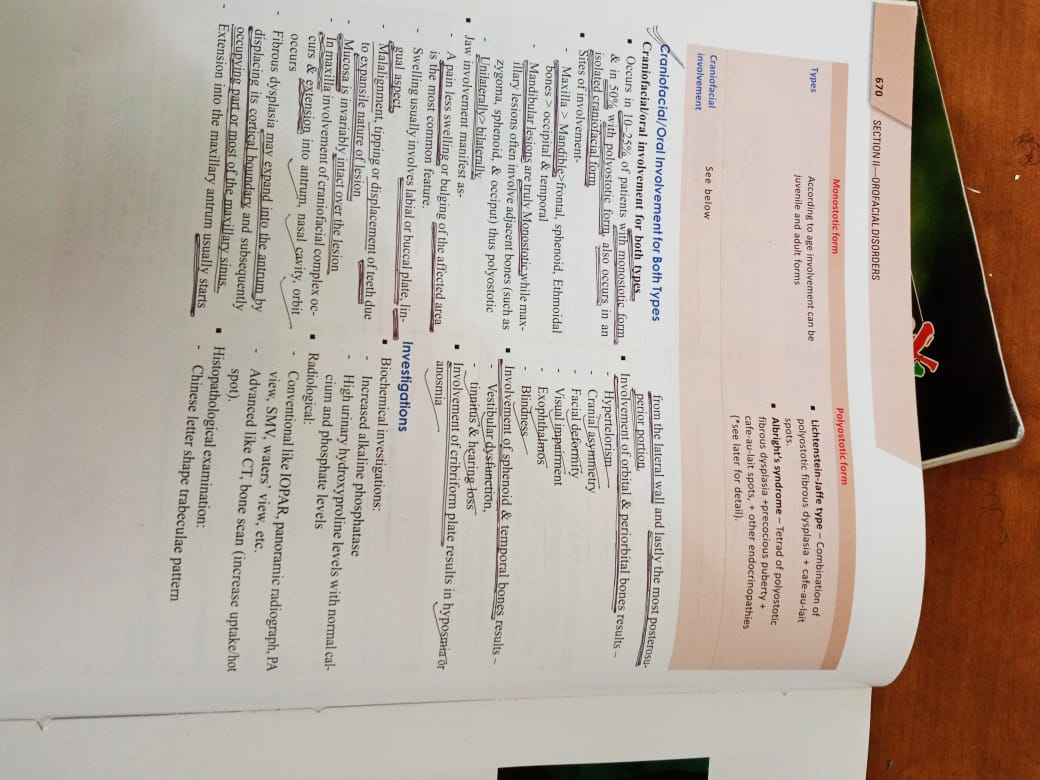 670 SECTION II—OROFACIAL DISORDERS
Monostotic form
Polyostotic form
Types
According to age involvement can be
juvenile and adult forms
▪ Lichtenstein-Jaffe type – Combination of
polyostotic fibrous dysplasia + cafe-au-lait
spots.
▪ Albright's syndrome – Tetrad of polyostotic
fibrous dysplasia +precocious puberty +
cafe-au-lait spots, + other endocrinopathies
(*see later for detail).
Craniofacial
involvement
See below
Craniofacial/Oral Involvement for Both Types
Craniofacial/oral involvement for both types
▪ Occurs in 10–25% of patients with monostotic form
& in 50% with polyostotic form, also occurs in an
isolated craniofacial form
▪ Sites of involvement-
- Maxilla > Mandible>frontal, sphenoid, Ethmoidal
bones > occipital & temporal
- Mandibular lesions are truly Monostotic while max-
illary lesions often involve adjacent bones (such as
zygoma, sphenoid, & occiput) thus polyostotic
- Unilaterally> bilaterally
▪ Jaw involvement manifest as-
- A pain less swelling or bulging of the affected area
is the most common feature.
- Swelling usually involves labial or buccal plate, lin-
gual aspect
- Malalignment, tipping or displacement of teeth due
to expansile nature of lesion
- Mucosa is invariably intact over the lesion
- In maxilla involvement of craniofacial complex oc-
curs & extension into antrum, nasal cavity, orbit
occurs
- Fibrous dysplasia may expand into the antrum by
displacing its cortical boundary and subsequently
occupying part or most of the maxillary sinus.
- Extension into the maxillary antrum usually starts
from the lateral wall and lastly the most posterosu-
perior portion.
▪ Involvement of orbital & periorbital bones results –
- Hypertelorism
- Cranial asymmetry
- Facial deformity
- Visual impairment
- Exophthalmos
- Blindness
▪ Involvement of sphenoid & temporal bones results –
- Vestibular dysfunction,
- tinnitus & hearing loss
▪ Involvement of cribriform plate results in hyposmia or
anosmia
Investigations
▪ Biochemical investigations:
- Increased alkaline phosphatase
- High urinary hydroxyproline levels with normal cal-
cium and phosphate levels
▪ Radiological:
- Conventional like IOPAR, panoramic radiograph, PA
view, SMV, waters' view, etc.
- Advanced like CT, bone scan (increase uptake/hot
spot).
▪ Histopathological examination:
- Chinese letter shape trabeculae pattern